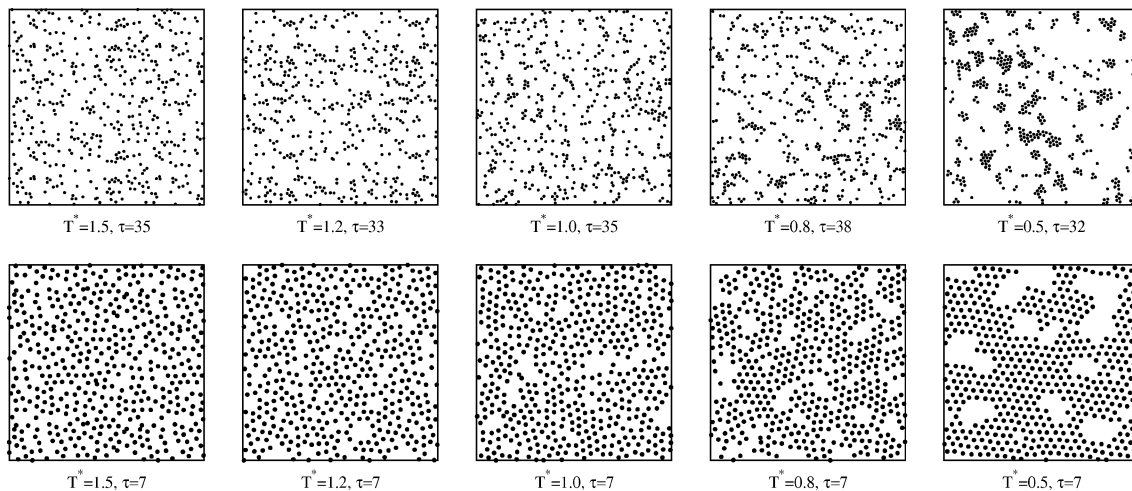 T*=1.5, τ=35
T*=1.2, τ=33
T*=1.0, τ=35
T*=0.8, τ=38
T*=0.5, τ=32
T*=1.5, τ=7
T*=1.2, τ=7
T*=1.0, τ=7
T*=0.8, τ=7
T*=0.5, τ=7